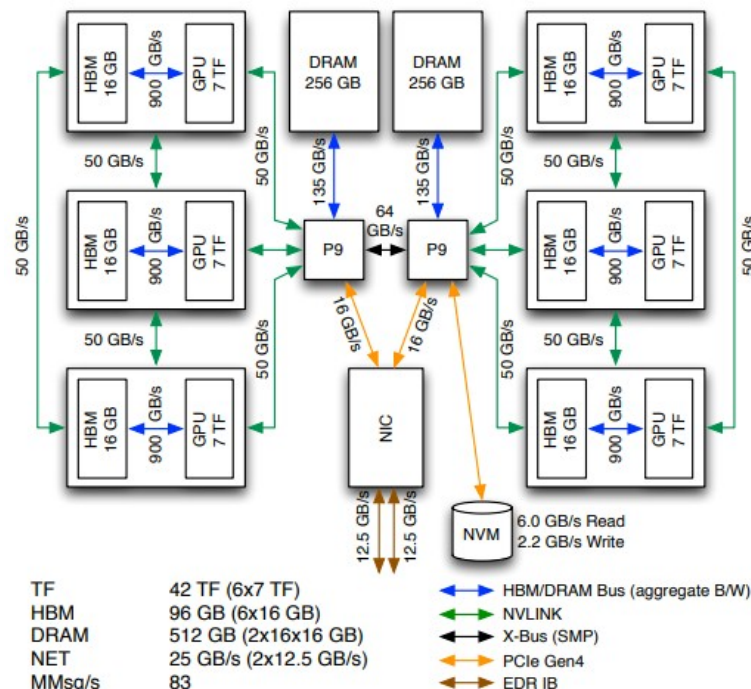 HBM
16 GB
900 GB/s
GPU
7 TF
DRAM
256 GB
DRAM
256 GB
HBM
16 GB
900 GB/s
GPU
7 TF
50 GB/s
50 GB/s
135 GB/s
135 GB/s
50 GB/s
50 GB/s
50 GB/s
HBM
16 GB
900 GB/s
GPU
7 TF
P9
64
GB/s
P9
HBM
16 GB
900 GB/s
GPU
7 TF
50 GB/s
50 GB/s
50 GB/s
16 GB/s
16 GB/s
50 GB/s
50 GB/s
HBM
16 GB
900 GB/s
GPU
7 TF
NIC
HBM
16 GB
900 GB/s
GPU
7 TF
12.5 GB/s
12.5 GB/s
NVM
6.0 GB/s Read
2.2 GB/s Write
TF 42 TF (6x7 TF)
HBM 96 GB (6x16 GB)
DRAM 512 GB (2x16x16 GB)
NET 25 GB/s (2x12.5 GB/s)
MMsg/s 83
HBM/DRAM Bus (aggregate B/W)
NVLINK
X-Bus (SMP)
PCIe Gen4
EDR IB